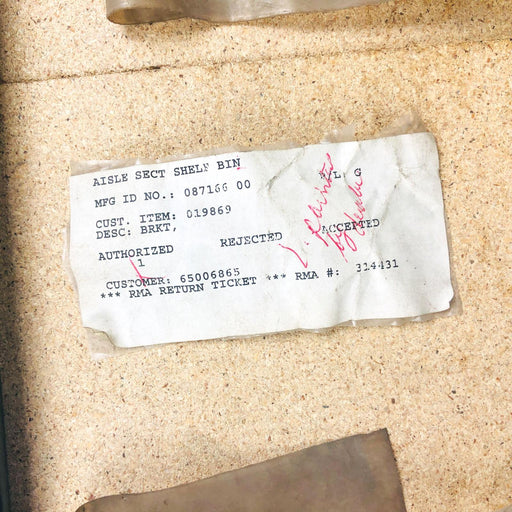 AISLE SECT SHELF BIN
MFG ID NO.: 087166 00 G
CUST. ITEM: 019869
DESC: BRKT,
AUTHORIZED REJECTED ACCEPTED
1
CUSTOMER: 65006865
*** RMA RETURN TICKET *** RMA #: 314431